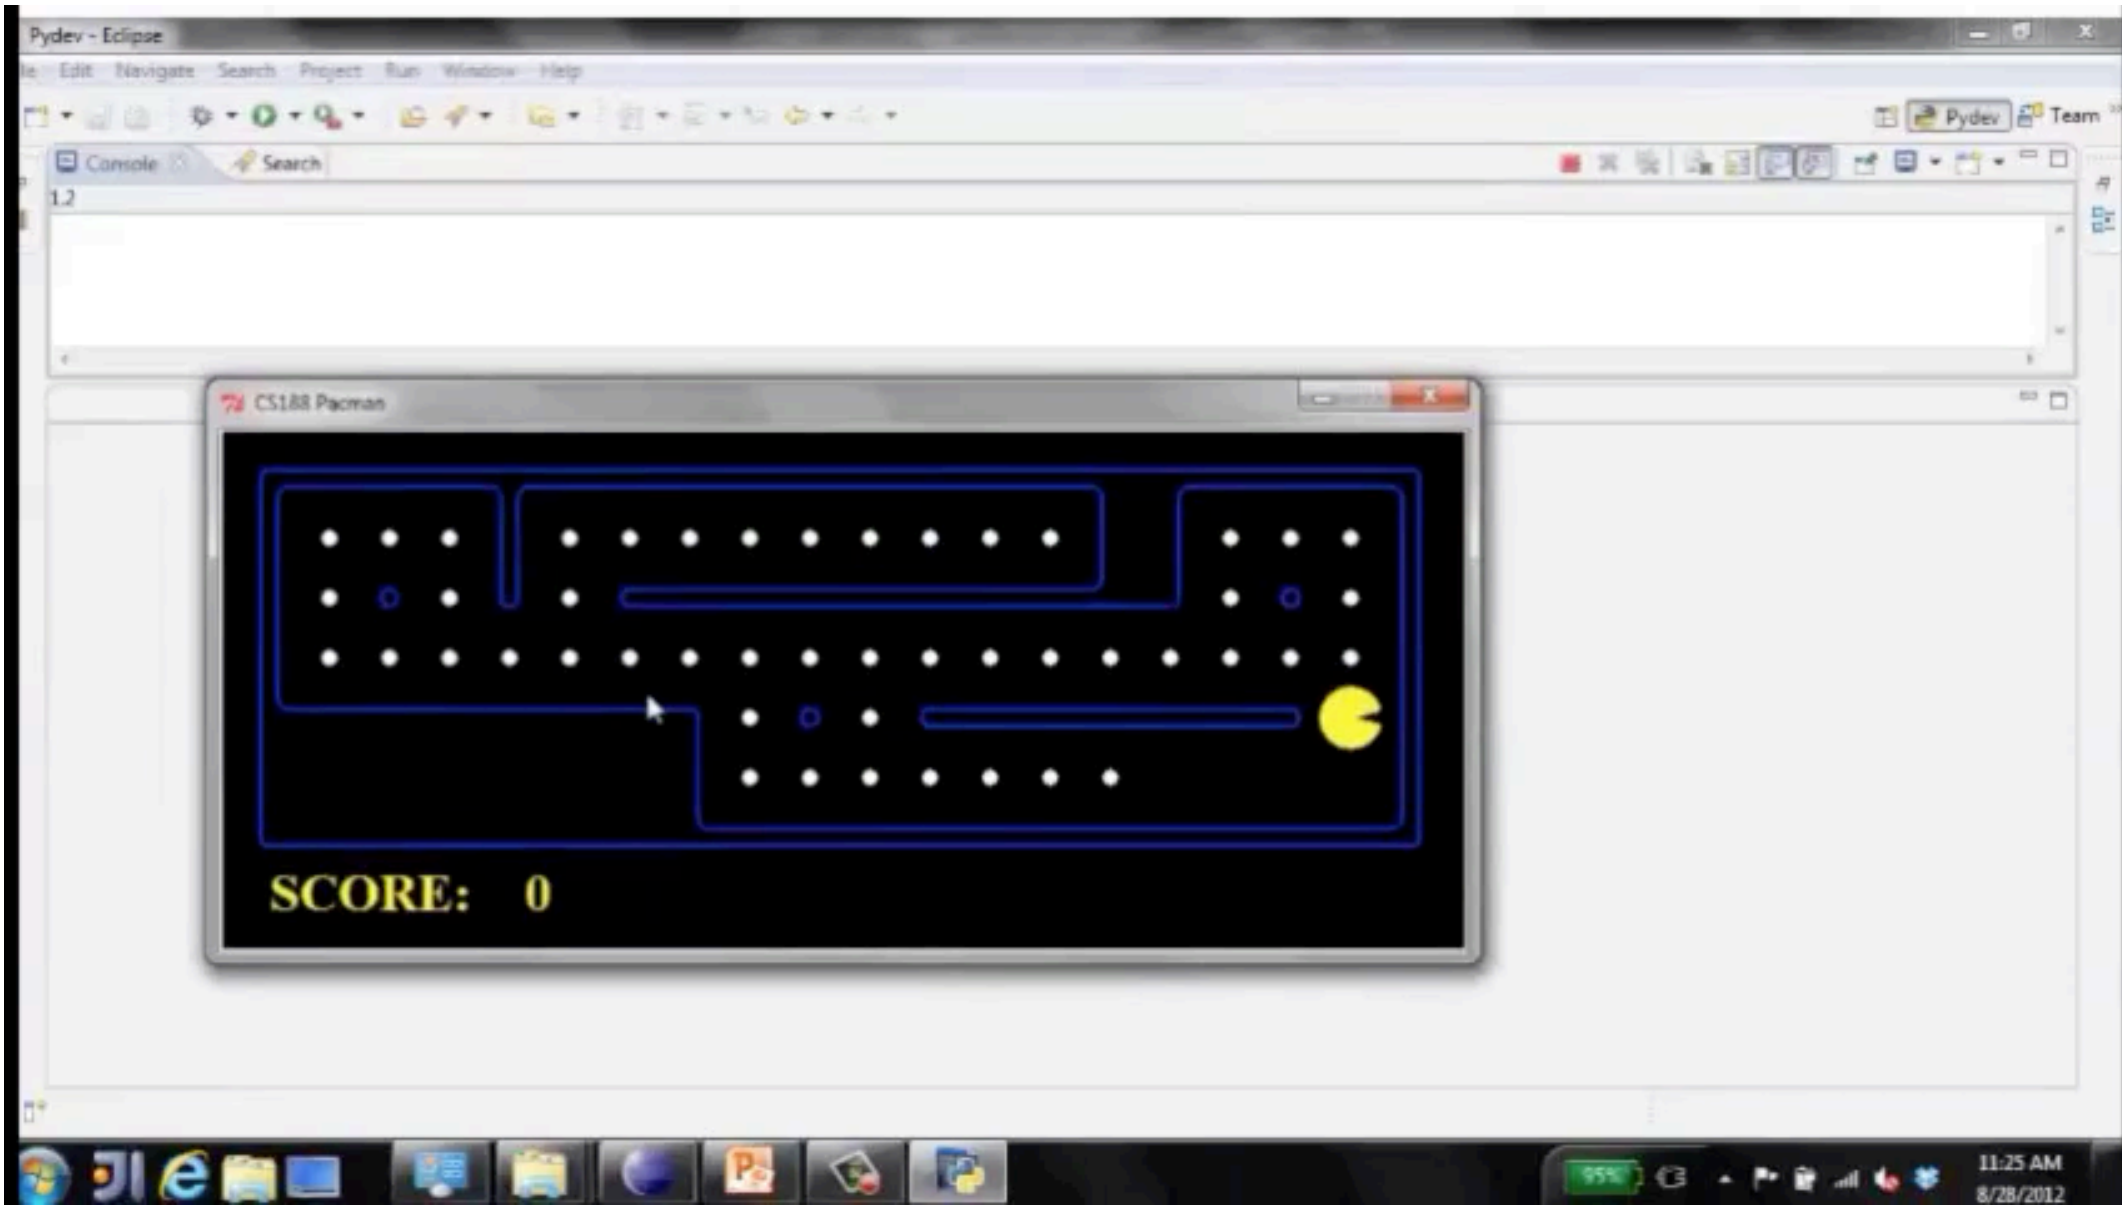 Pydev - Eclipse
Edit Navigate Search Project Run Window Help
Pydev Team
Console Search
1.2
CS188 Pacman
SCORE: 0
95%
11:25 AM
8/28/2012